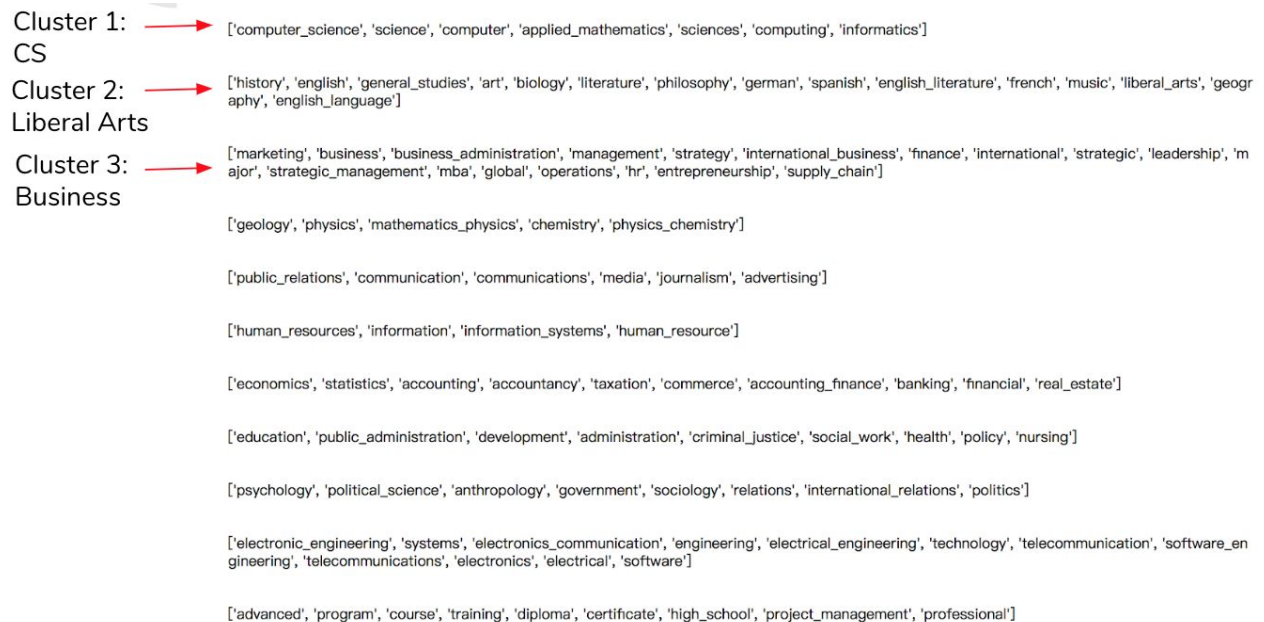 Cluster 1:
CS
['computer_science', 'science', 'computer', 'applied_mathematics', 'sciences', 'computing', 'informatics']
Cluster 2:
Liberal Arts
['history', 'english', 'general_studies', 'art', 'biology', 'literature', 'philosophy', 'german', 'spanish', 'english_literature', 'french', 'music', 'liberal_arts', 'geogr
aphy', 'english_language']
Cluster 3:
Business
['marketing', 'business', 'business_administration', 'management', 'strategy', 'international_business', 'finance', 'international', 'strategic', 'leadership', 'm
ajor', 'strategic_management', 'mba', 'global', 'operations', 'hr', 'entrepreneurship', 'supply_chain']
['geology', 'physics', 'mathematics_physics', 'chemistry', 'physics_chemistry']
['public_relations', 'communication', 'communications', 'media', 'journalism', 'advertising']
['human_resources', 'information', 'information_systems', 'human_resource']
['economics', 'statistics', 'accounting', 'accountancy', 'taxation', 'commerce', 'accounting_finance', 'banking', 'financial', 'real_estate']
['education', 'public_administration', 'development', 'administration', 'criminal_justice', 'social_work', 'health', 'policy', 'nursing']
['psychology', 'political_science', 'anthropology', 'government', 'sociology', 'relations', 'international_relations', 'politics']
['electronic_engineering', 'systems', 'electronics_communication', 'engineering', 'electrical_engineering', 'technology', 'telecommunication', 'software_en
gineering', 'telecommunications', 'electronics', 'electrical', 'software']
['advanced', 'program', 'course', 'training', 'diploma', 'certificate', 'high_school', 'project_management', 'professional']